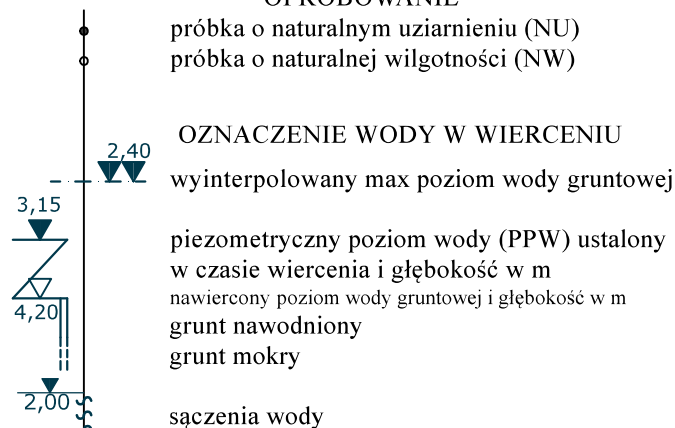 OPRÓBOWANIE
próbka o naturalnym uziarnieniu (NU)
próbka o naturalnej wilgotności (NW)
OZNACZENIE WODY W WIERCENIU
2,40
wyinterpolowany max poziom wody gruntowej
3,15
piezometryczny poziom wody (PPW) ustalony
w czasie wiercenia i głębokość w m
nawiercony poziom wody gruntowej i głębokość w m
4,20
grunt nawodniony
grunt mokry
2,00
sączenia wody